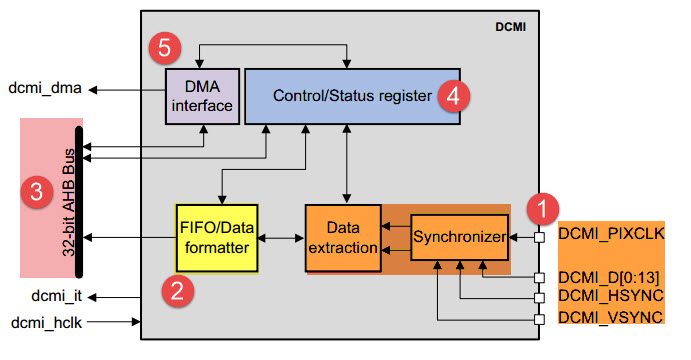 DCMI
5
dcmi_dma
DMA
interface
Control/Status register
4
3
32-bit AHB Bus
1
FIFO/Data
formatter
Data
extraction
Synchronizer
DCMI_PIXCLK
2
DCMI_D[0:13]
dcmi_it
DCMI_HSYNC
dcmi_hclk
DCMI_VSYNC